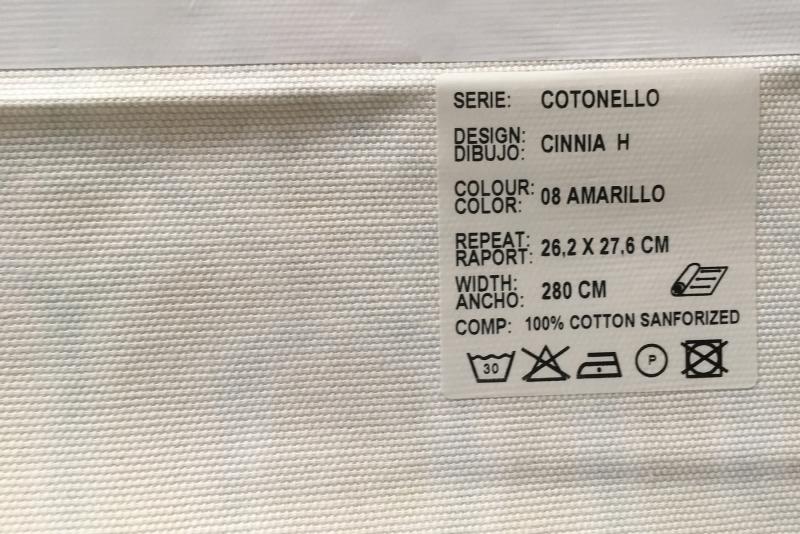 SERIE: COTONELLO
DESIGN:
DIBUJO: CINNIA H
COLOUR:
COLOR: 08 AMARILLO
REPEAT:
RAPORT: 26,2 X 27,6 CM
WIDTH:
ANCHO: 280 CM
COMP: 100% COTTON SANFORIZED
30 P